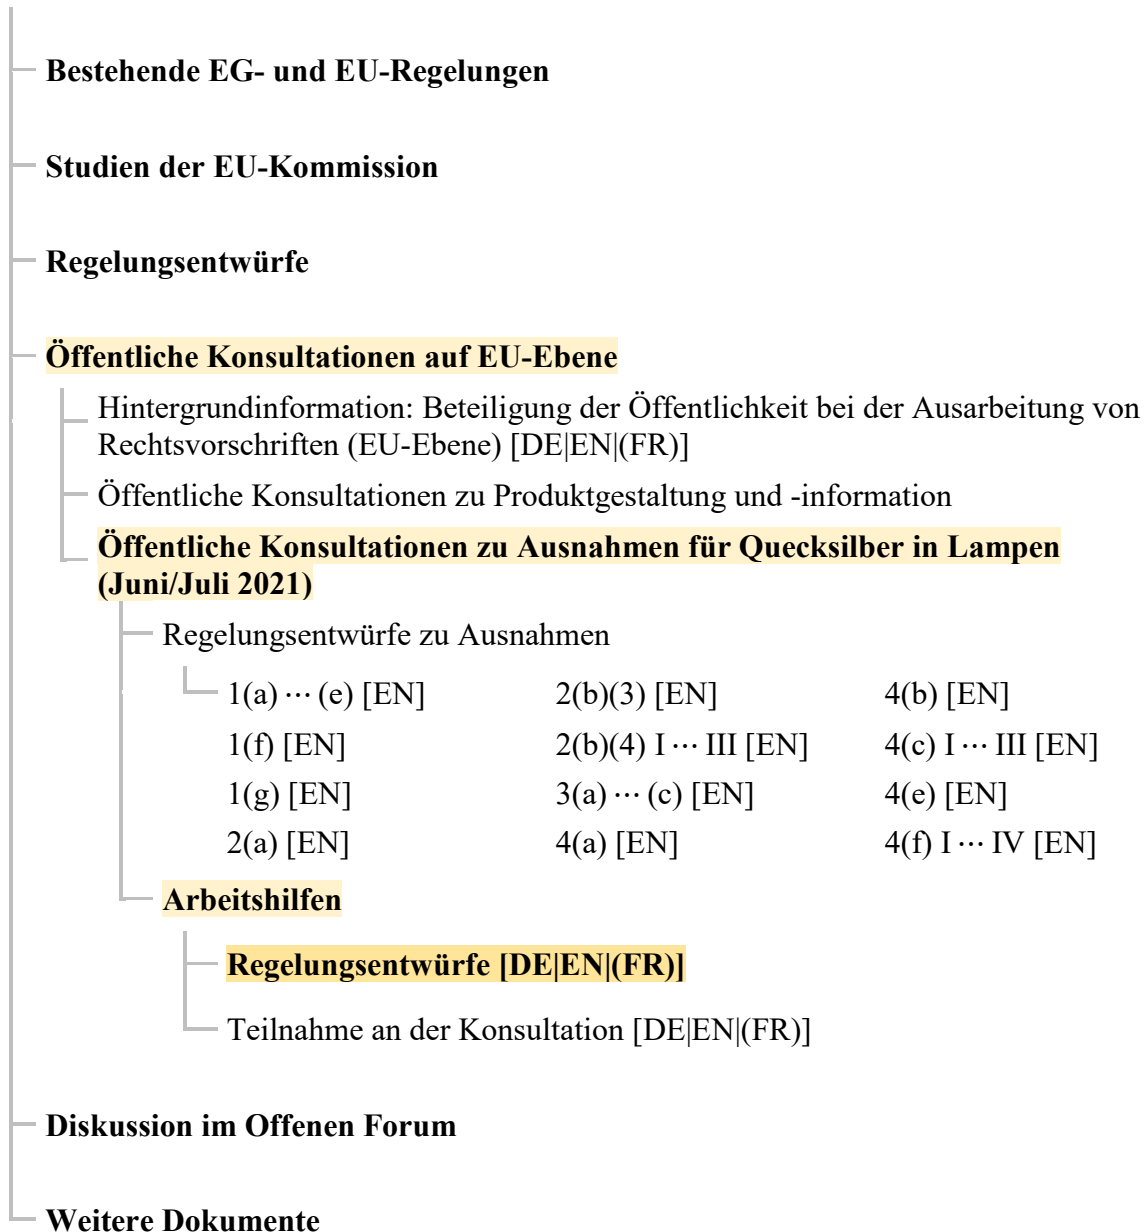 Bestehende EG- und EU-Regelungen
Studien der EU-Kommission
Regelungsentwürfe
Öffentliche Konsultationen auf EU-Ebene
Hintergrundinformation: Beteiligung der Öffentlichkeit bei der Ausarbeitung von
Rechtsvorschriften (EU-Ebene) [DE|EN|(FR)]
Öffentliche Konsultationen zu Produktgestaltung und -information
Öffentliche Konsultationen zu Ausnahmen für Quecksilber in Lampen
(Juni/Juli 2021)
Regelungsentwürfe zu Ausnahmen
1(a) ··· (e) [EN] 2(b)(3) [EN] 4(b) [EN]
1(f) [EN] 2(b)(4) I ··· III [EN] 4(c) I ··· III [EN]
1(g) [EN] 3(a) ··· (c) [EN] 4(e) [EN]
2(a) [EN] 4(a) [EN] 4(f) I ··· IV [EN]
Arbeitshilfen
Regelungsentwürfe [DE|EN|(FR)]
Teilnahme an der Konsultation [DE|EN|(FR)]
Diskussion im Offenen Forum
Weitere Dokumente